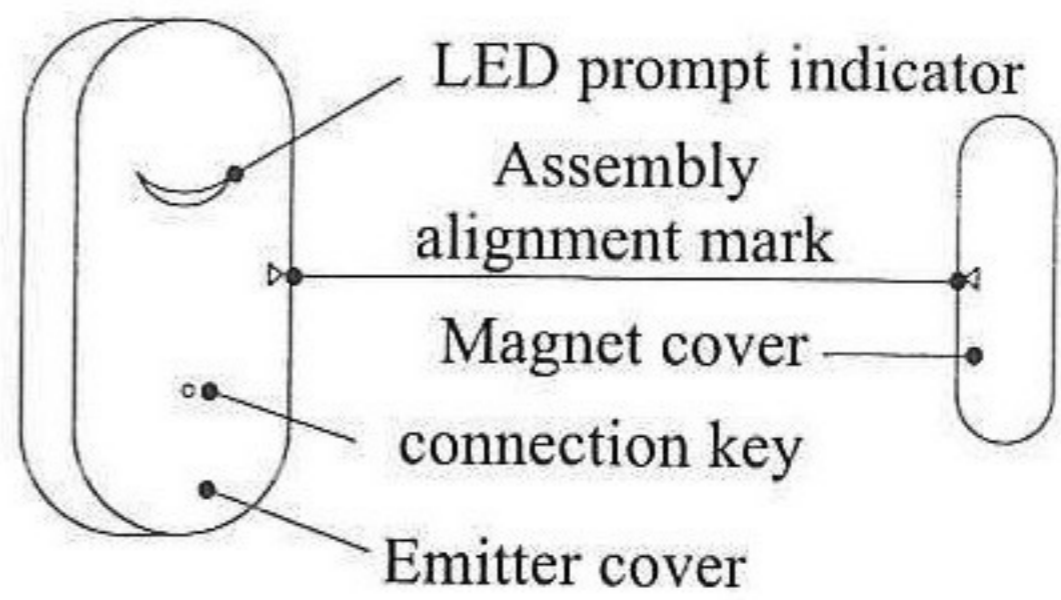 LED prompt indicator
Assembly
alignment mark
Magnet cover
connection key
Emitter cover